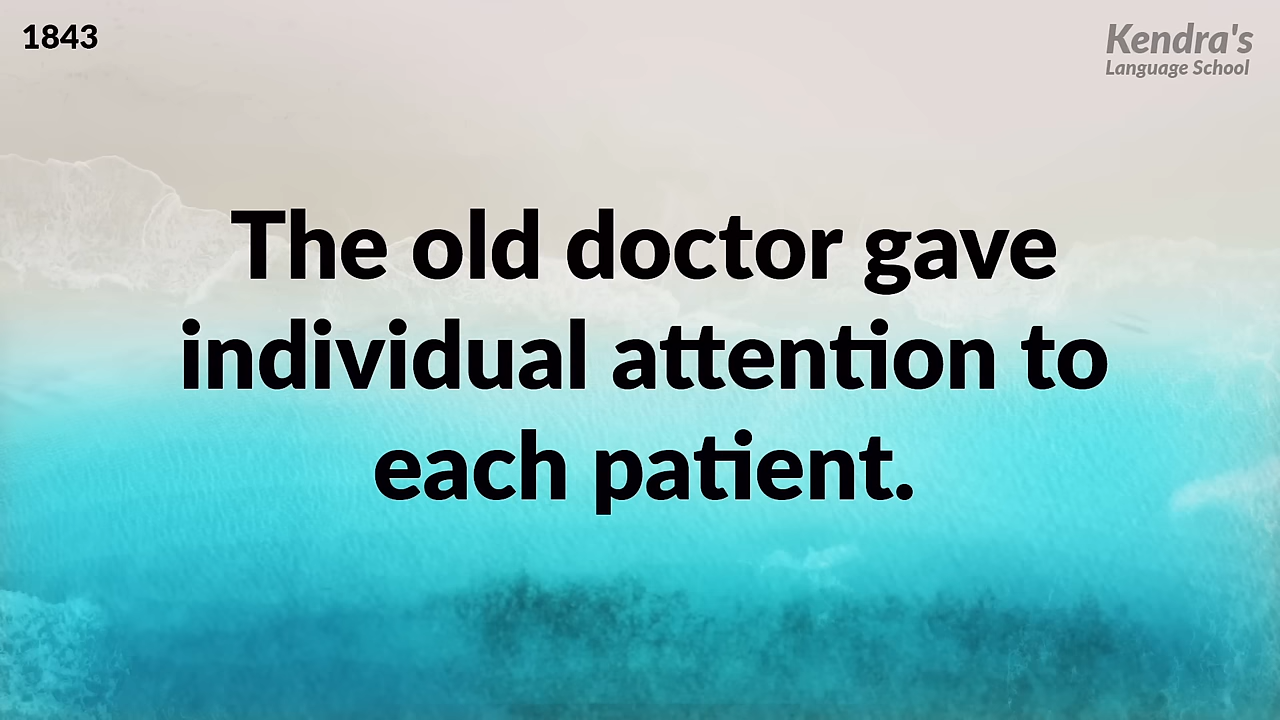 1843
Kendra's
Language School
The old doctor gave
individual attention to
each patient.